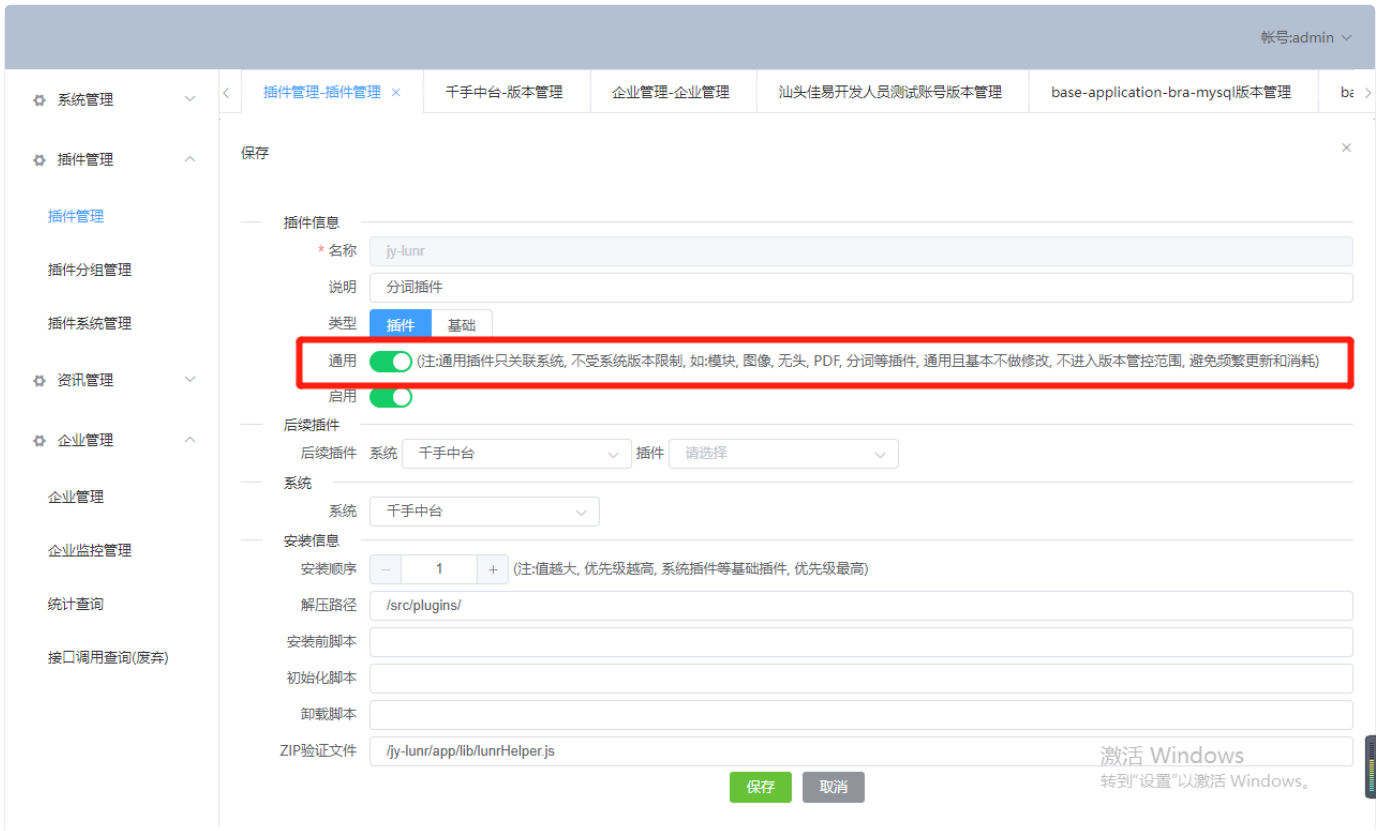 帐号:admin
系统管理
插件管理
插件管理
插件分组管理
插件系统管理
资讯管理
企业管理
企业管理
企业监控管理
统计查询
接口调用查询(废弃)
插件管理-插件管理 ×
千手中台-版本管理
企业管理-企业管理
汕头佳易开发人员测试账号版本管理
base-application-bra-mysql版本管理
ba
保存
插件信息
* 名称 jy-lunr
说明 分词插件
类型 插件 基础
通用 (注:通用插件只关联系统, 不受系统版本限制, 如:模块, 图像, 无头, PDF, 分词等插件, 通用且基本不做修改, 不进入版本管控范围, 避免频繁更新和消耗)
启用
后续插件
后续插件 系统 千手中台 插件 请选择
系统
系统 千手中台
安装信息
安装顺序 − 1 + (注:值越大, 优先级越高, 系统插件等基础插件, 优先级最高)
解压路径 /src/plugins/
安装前脚本
初始化脚本
卸载脚本
ZIP验证文件 /jy-lunr/app/lib/lunrHelper.js
保存 取消
激活 Windows
转到"设置"以激活 Windows。